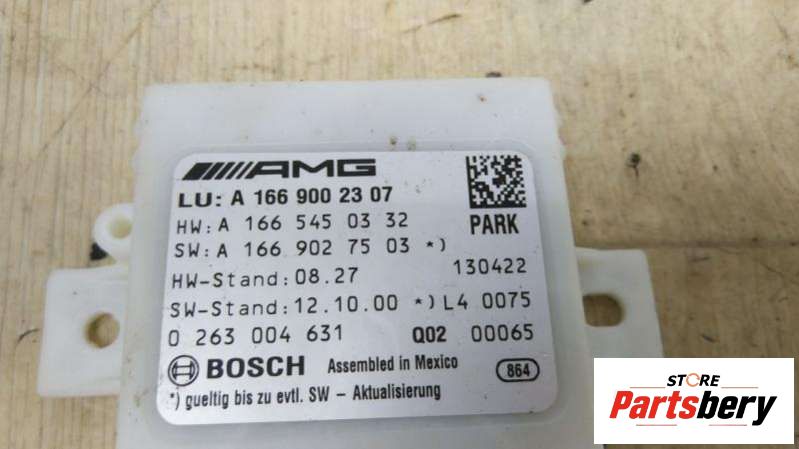 AMG
LU: A 166 900 23 07
HW: A 166 545 03 32
PARK
SW: A 166 902 75 03 *)
HW-Stand: 08.27
130422
SW-Stand: 12.10.00 *) L4 0075
0 263 004 631 Q02 00065
BOSCH Assembled in Mexico 864
*) gueltig bis zu evtl. SW - Aktualisierung
STORE
Partsbery